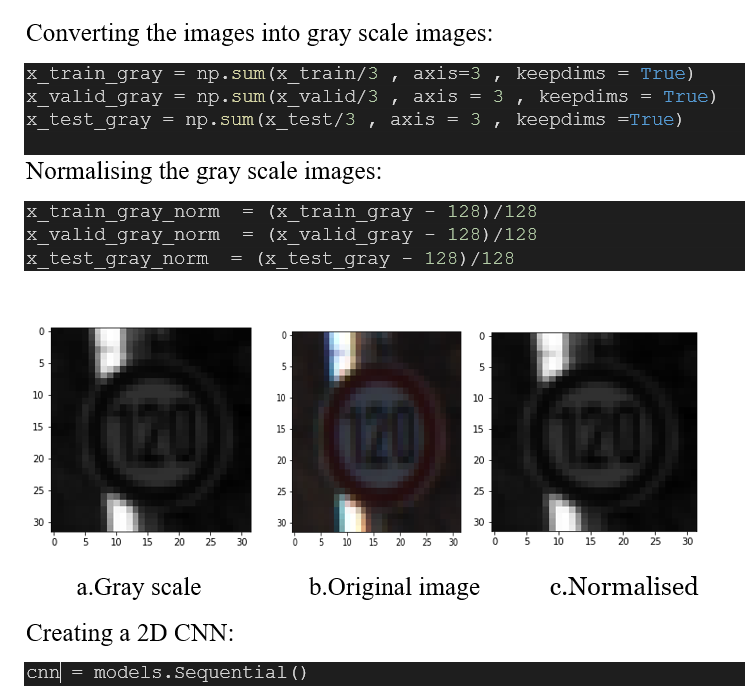 Converting the images into gray scale images:
x_train_gray = np.sum(x_train/3 , axis=3 , keepdims = True)
x_valid_gray = np.sum(x_valid/3 , axis = 3 , keepdims = True)
x_test_gray = np.sum(x_test/3 , axis = 3 , keepdims =True)
Normalising the gray scale images:
x_train_gray_norm  = (x_train_gray - 128)/128
x_valid_gray_norm  = (x_valid_gray - 128)/128
x_test_gray_norm  = (x_test_gray - 128)/128
0 0 0
5 5 5
10 10 10
15 15 15
20 20 20
25 25 25
30 30 30
120 120 120
0 5 10 15 20 25 30 0 5 10 15 20 25 30 0 5 10 15 20 25 30
a.Gray scale b.Original image c.Normalised
Creating a 2D CNN:
cnn = models.Sequential()